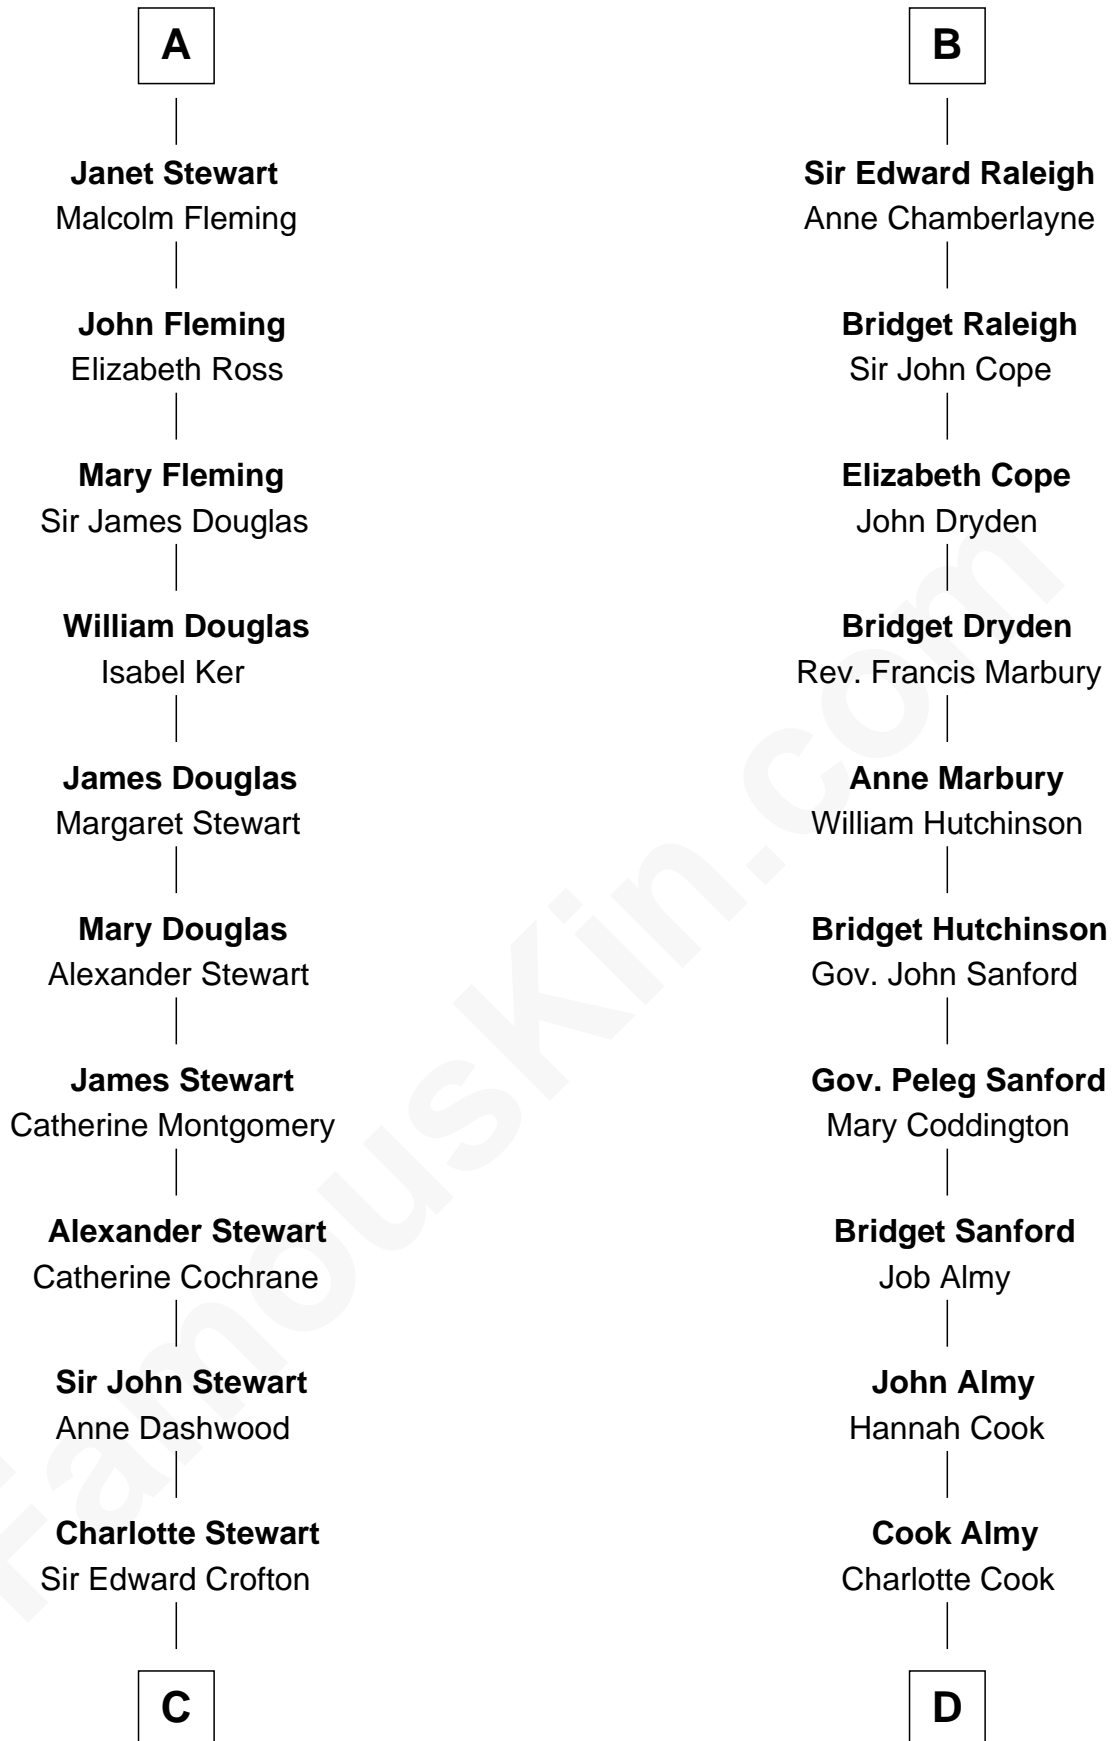 A
Janet Stewart
Malcolm Fleming
John Fleming
Elizabeth Ross
Mary Fleming
Sir James Douglas
William Douglas
Isabel Ker
James Douglas
Margaret Stewart
Mary Douglas
Alexander Stewart
James Stewart
Catherine Montgomery
Alexander Stewart
Catherine Cochrane
Sir John Stewart
Anne Dashwood
Charlotte Stewart
Sir Edward Crofton
C
B
Sir Edward Raleigh
Anne Chamberlayne
Bridget Raleigh
Sir John Cope
Elizabeth Cope
John Dryden
Bridget Dryden
Rev. Francis Marbury
Anne Marbury
William Hutchinson
Bridget Hutchinson
Gov. John Sanford
Gov. Peleg Sanford
Mary Coddington
Bridget Sanford
Job Almy
John Almy
Hannah Cook
Cook Almy
Charlotte Cook
D
FamousKin.com